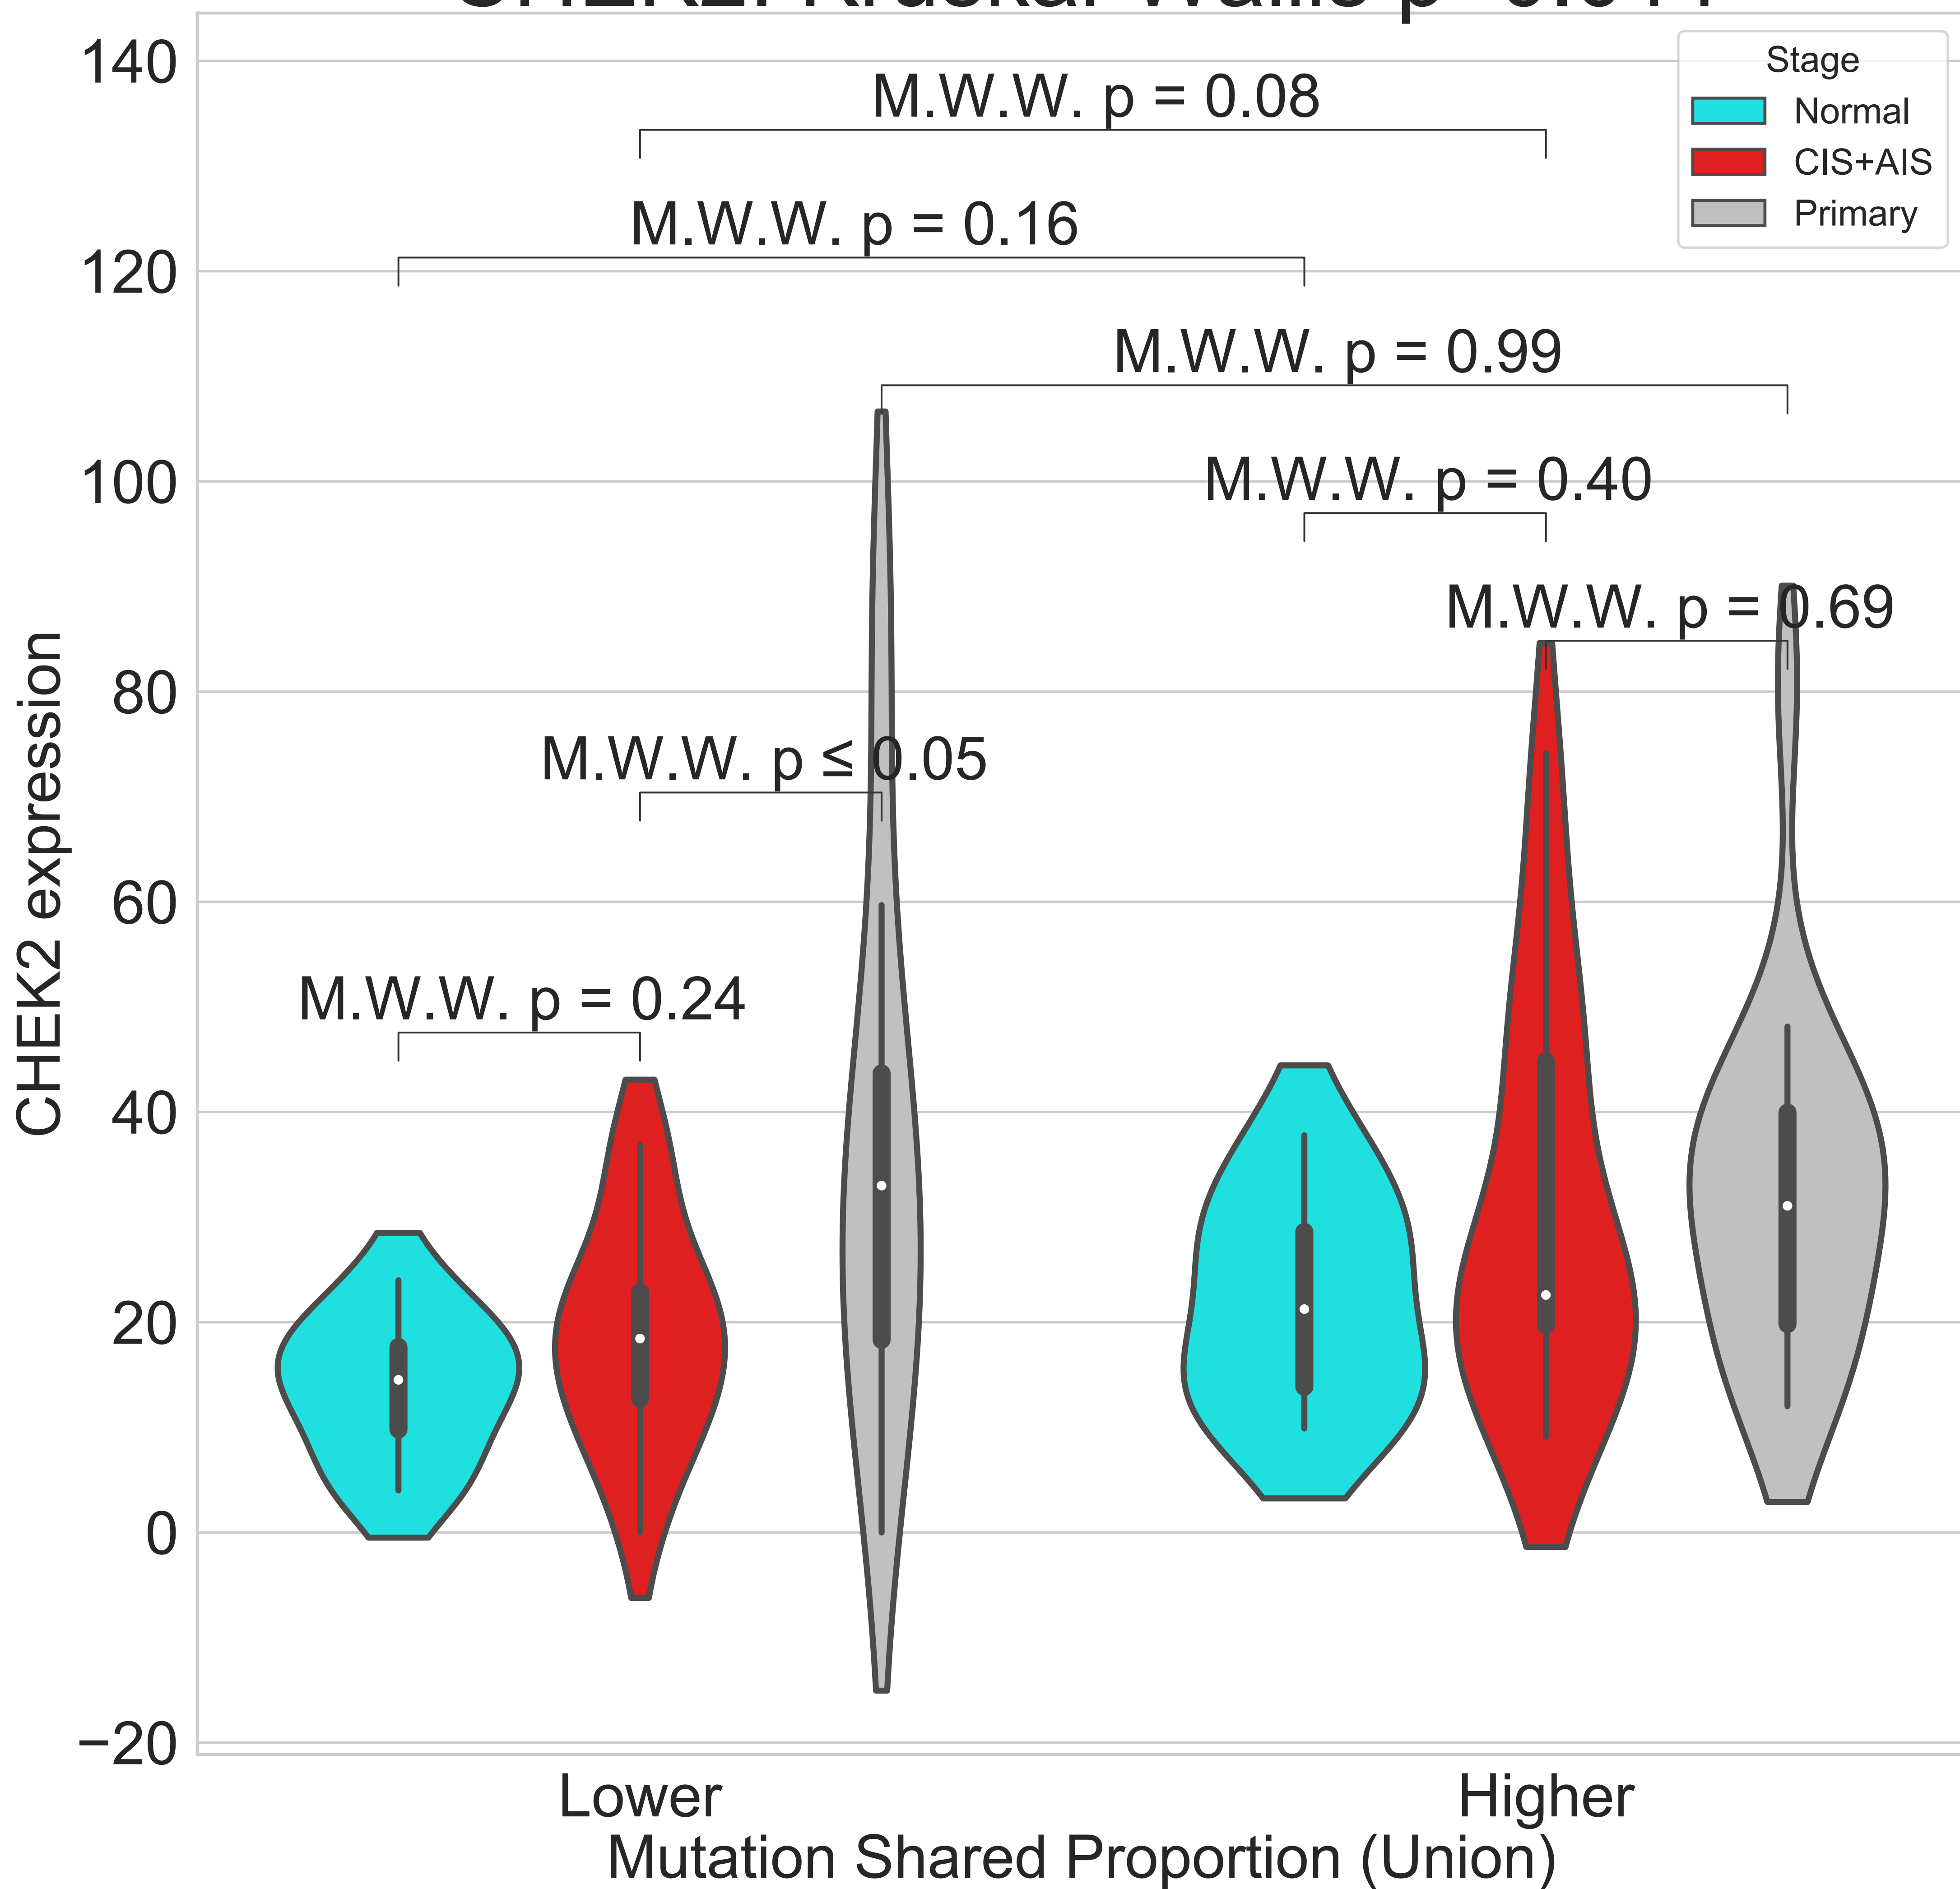 Stage
Normal
CIS+AIS
Primary
140
120
100
80
60
40
20
0
−20
CHEK2 expression
M.W.W. p = 0.08
M.W.W. p = 0.16
M.W.W. p = 0.99
M.W.W. p = 0.40
M.W.W. p = 0.69
M.W.W. p ≤ 0.05
M.W.W. p = 0.24
Lower
Higher
Mutation Shared Proportion (Union)